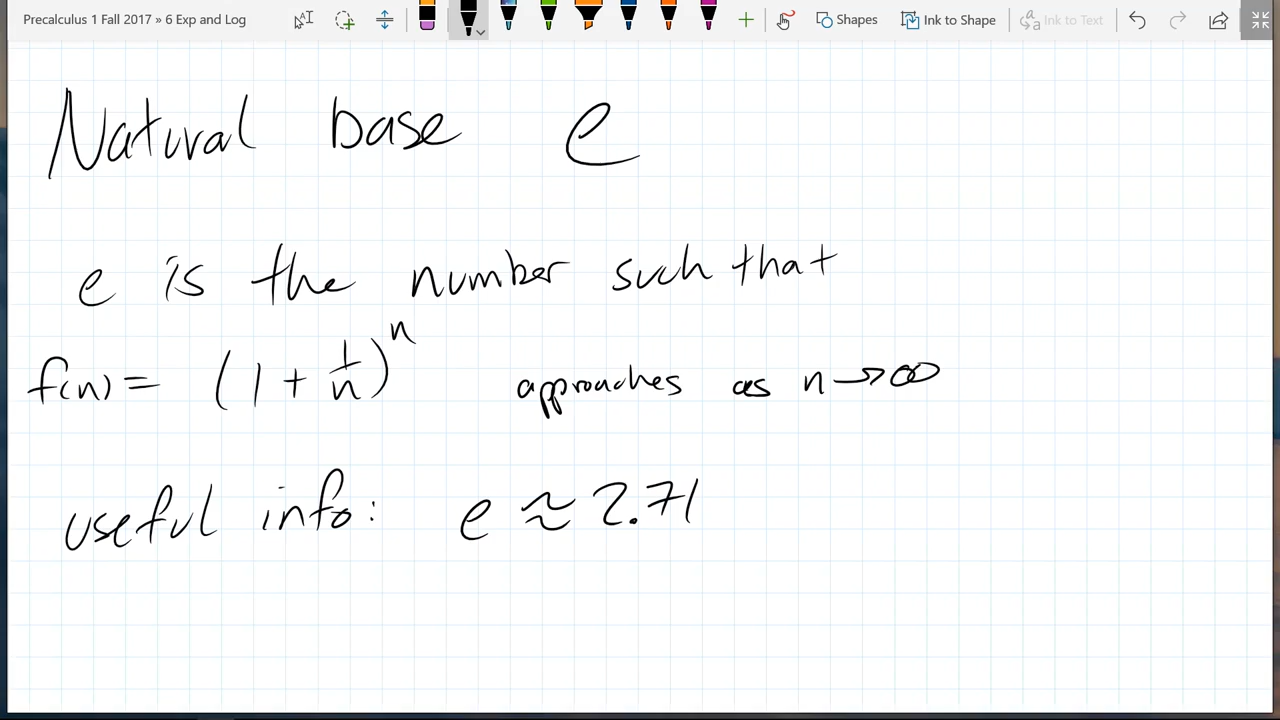 Precalculus 1 Fall 2017 » 6 Exp and Log
Shapes
Ink to Shape
Ink to Text
Natural base e
e is the number such that
f(n) = (1 + 1/n)^n approaches as n→∞
useful info: e ≈ 2.71